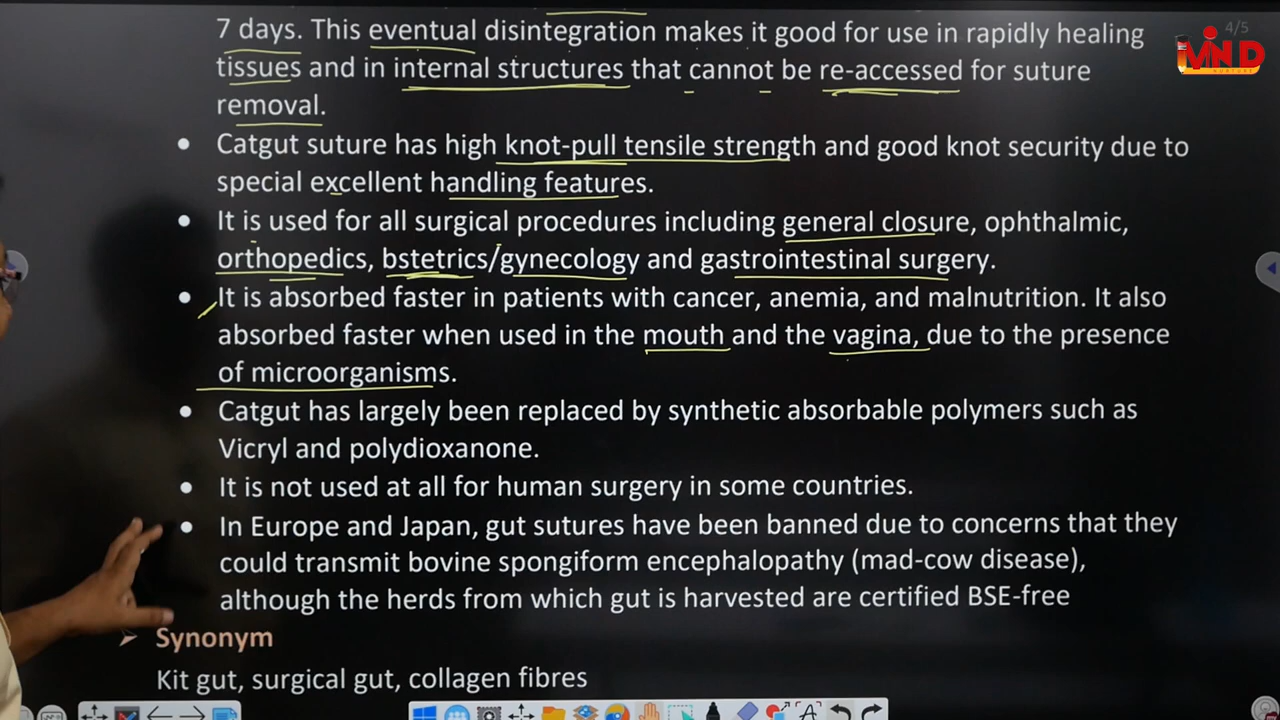 7 days. This eventual disintegration makes it good for use in rapidly healing
4/5
MIND
NURTURE
tissues and in internal structures that cannot be re-accessed for suture
removal.
• Catgut suture has high knot-pull tensile strength and good knot security due to
special excellent handling features.
• It is used for all surgical procedures including general closure, ophthalmic,
orthopedics, bstetrics/gynecology and gastrointestinal surgery.
• It is absorbed faster in patients with cancer, anemia, and malnutrition. It also
absorbed faster when used in the mouth and the vagina, due to the presence
of microorganisms.
• Catgut has largely been replaced by synthetic absorbable polymers such as
Vicryl and polydioxanone.
• It is not used at all for human surgery in some countries.
• In Europe and Japan, gut sutures have been banned due to concerns that they
could transmit bovine spongiform encephalopathy (mad-cow disease),
although the herds from which gut is harvested are certified BSE-free
➢ Synonym
Kit gut, surgical gut, collagen fibres